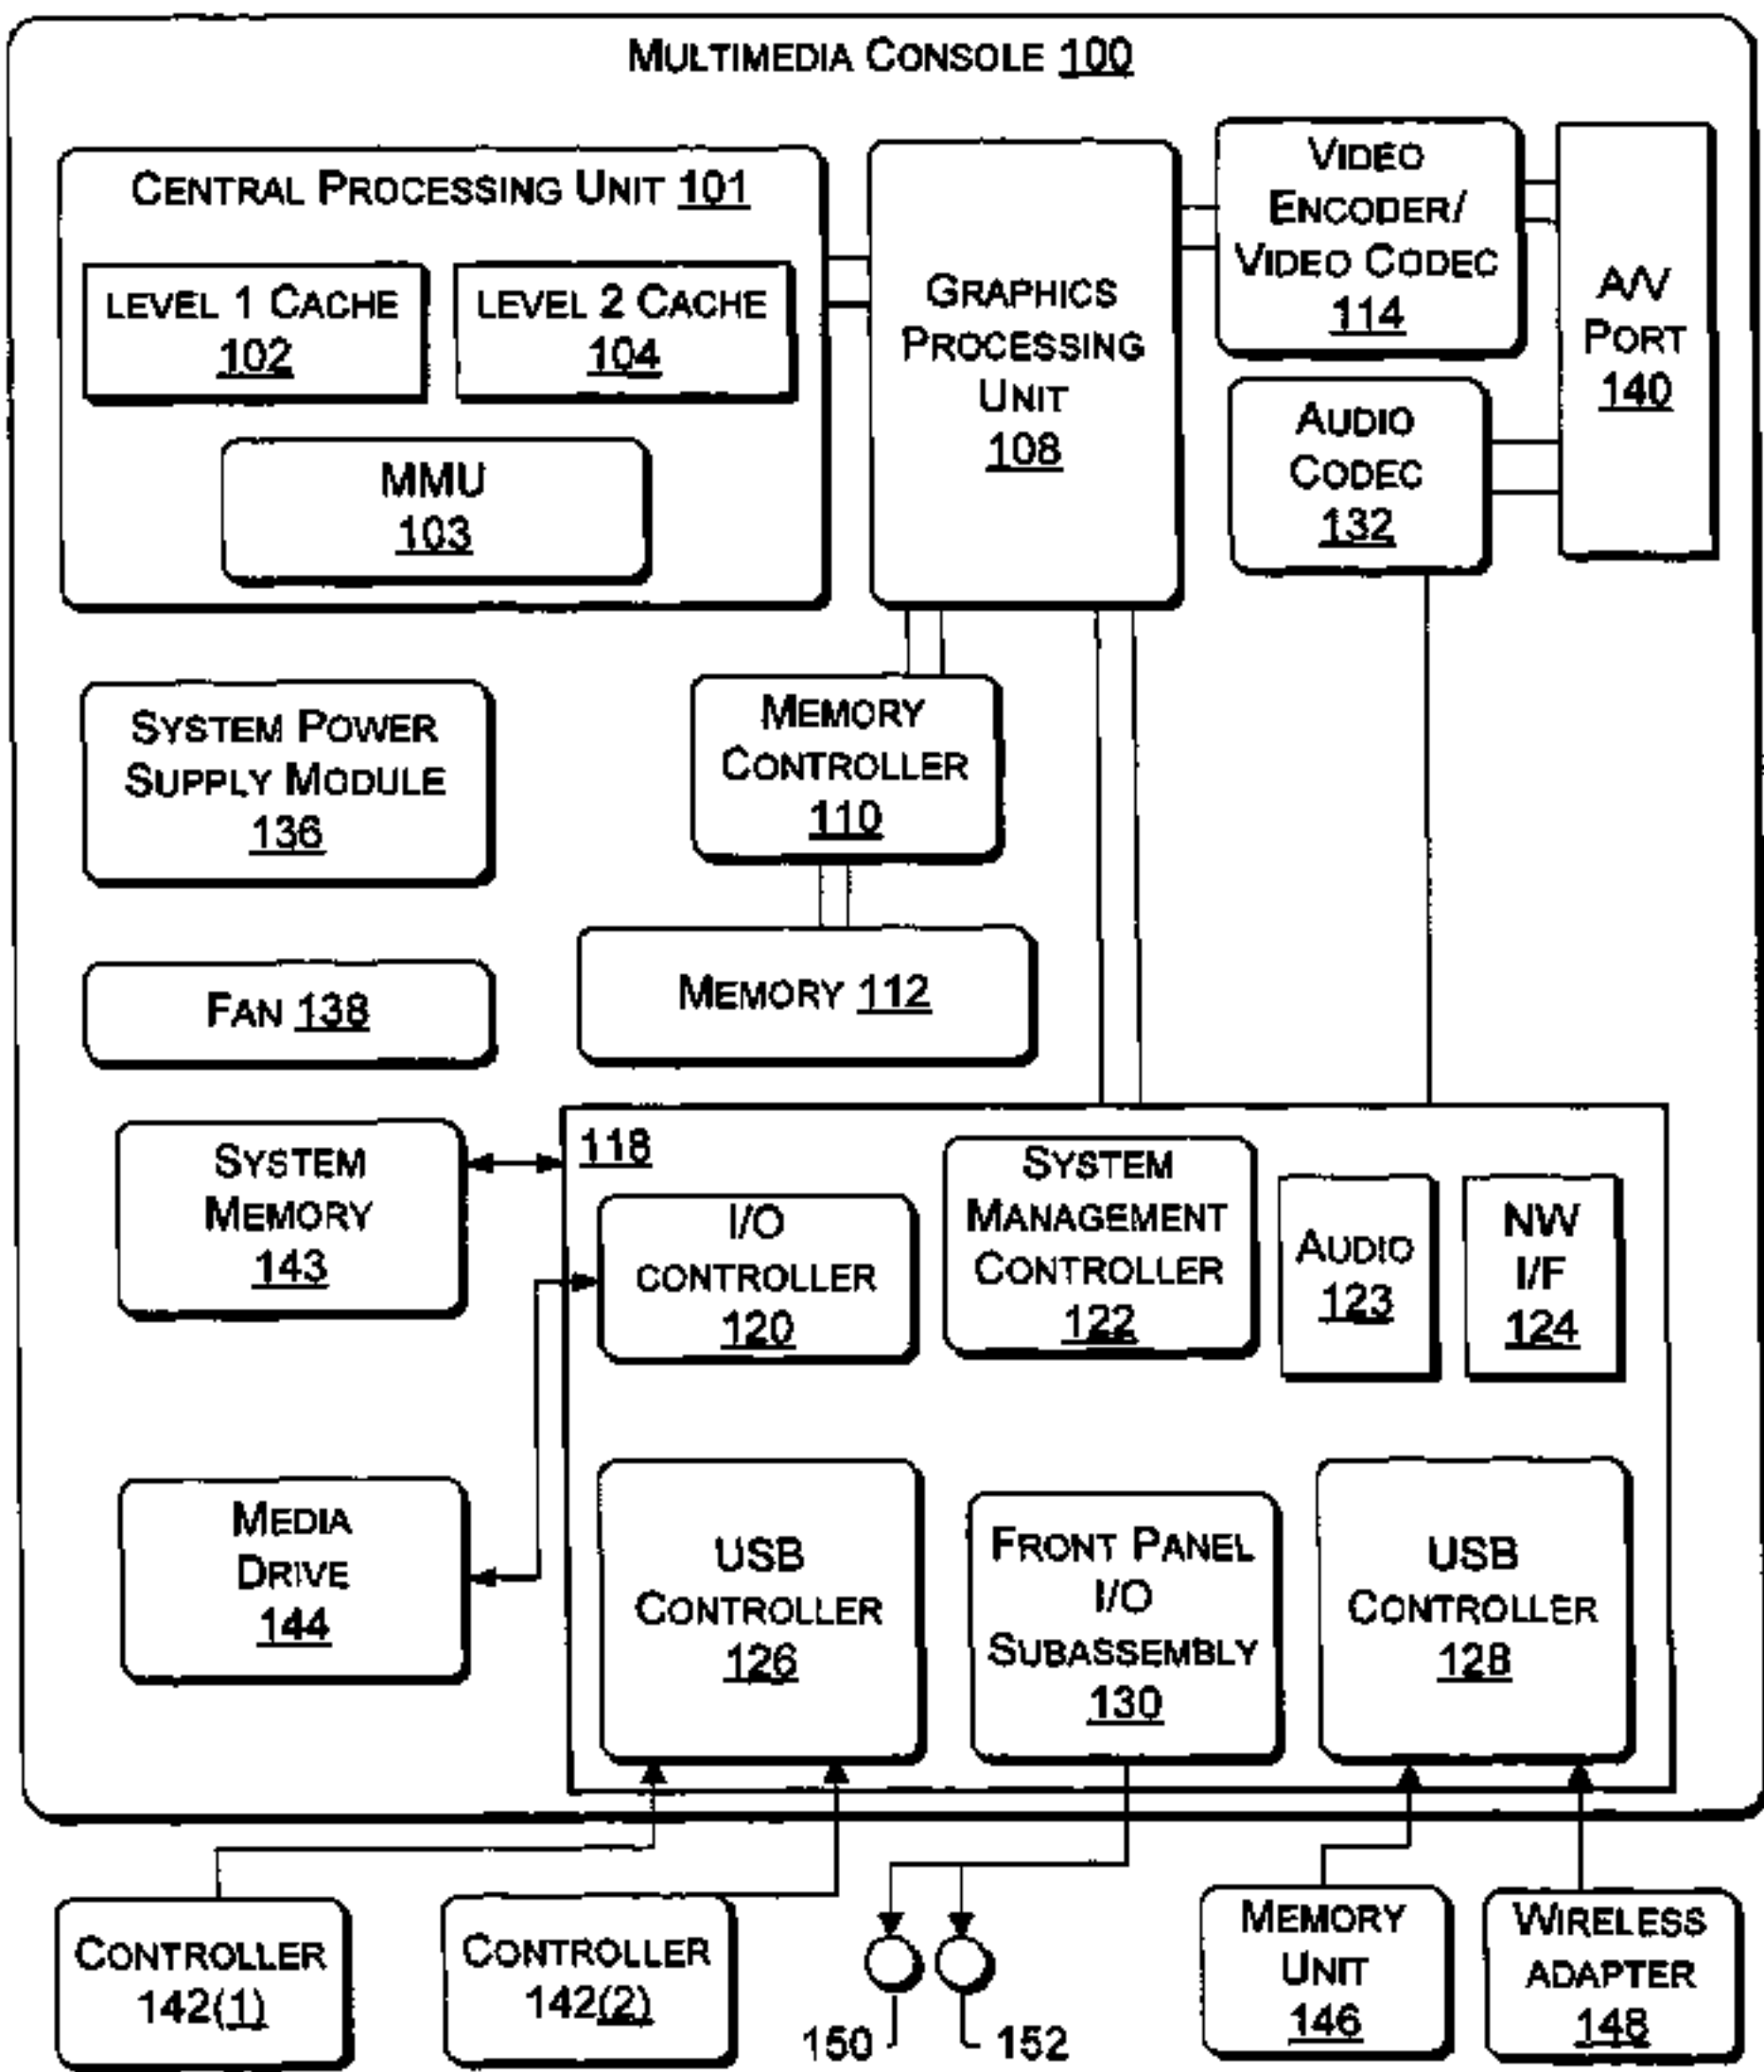 MULTIMEDIA CONSOLE 100
CENTRAL PROCESSING UNIT 101
LEVEL 1 CACHE
102
LEVEL 2 CACHE
104
MMU
103
GRAPHICS
PROCESSING
UNIT
108
VIDEO
ENCODER/
VIDEO CODEC
114
A/V
PORT
140
AUDIO
CODEC
132
SYSTEM POWER
SUPPLY MODULE
136
MEMORY
CONTROLLER
110
FAN 138
MEMORY 112
SYSTEM
MEMORY
143
118
I/O
CONTROLLER
120
SYSTEM
MANAGEMENT
CONTROLLER
122
AUDIO
123
NW
I/F
124
MEDIA
DRIVE
144
USB
CONTROLLER
126
FRONT PANEL
I/O
SUBASSEMBLY
130
USB
CONTROLLER
128
CONTROLLER
142(1)
CONTROLLER
142(2)
150
152
MEMORY
UNIT
146
WIRELESS
ADAPTER
148